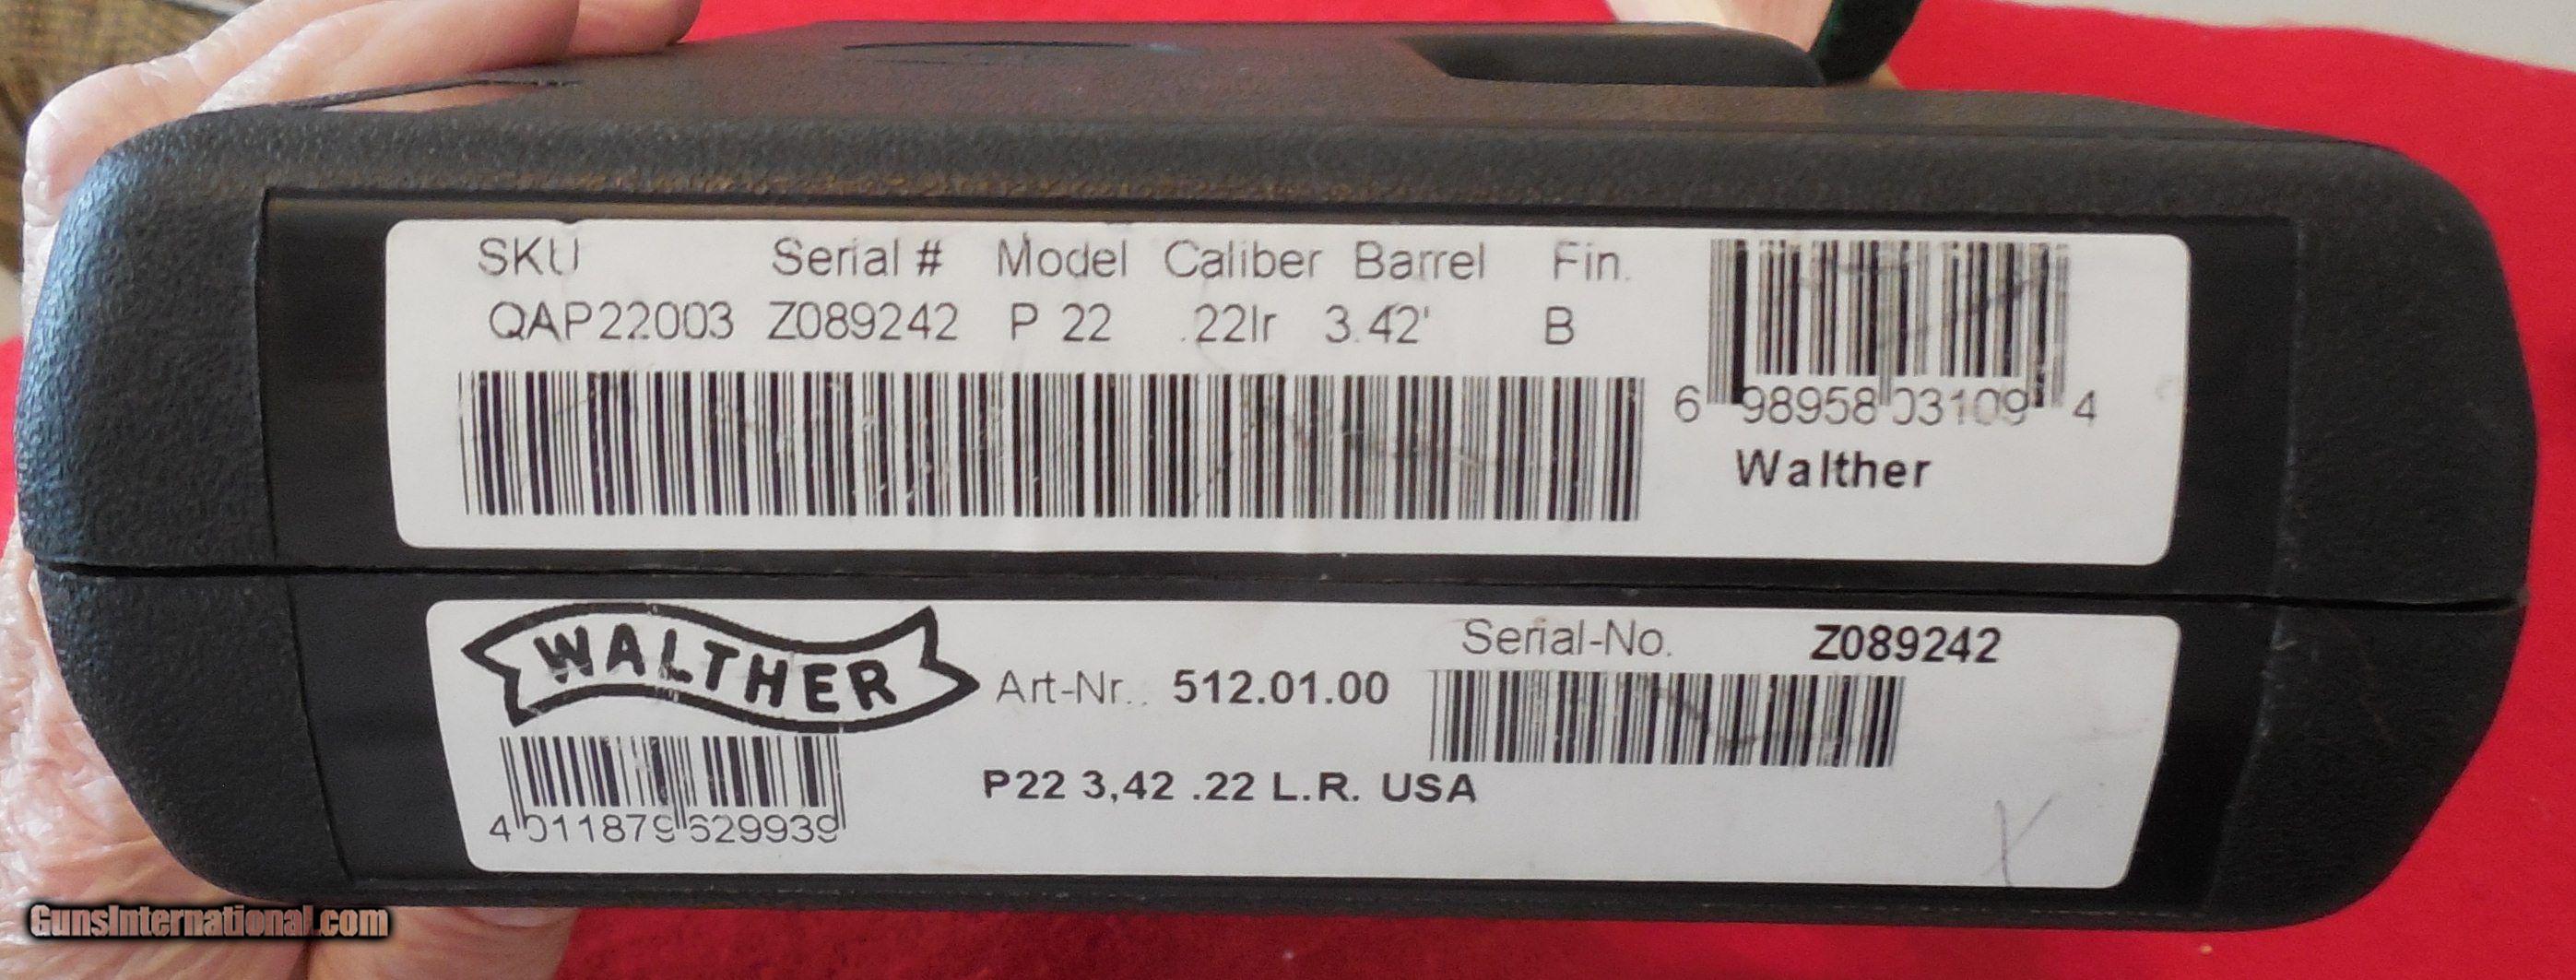 SKU Serial # Model Caliber Barrel Fin.
QAP22003 Z089242 P 22 .22lr 3.42' B
6 98958 03109 4
Walther
WALTHER
Serial-No. Z089242
Art-Nr.. 512.01.00
P22 3,42 .22 L.R. USA
4 011879 629939
GunsInternational.com